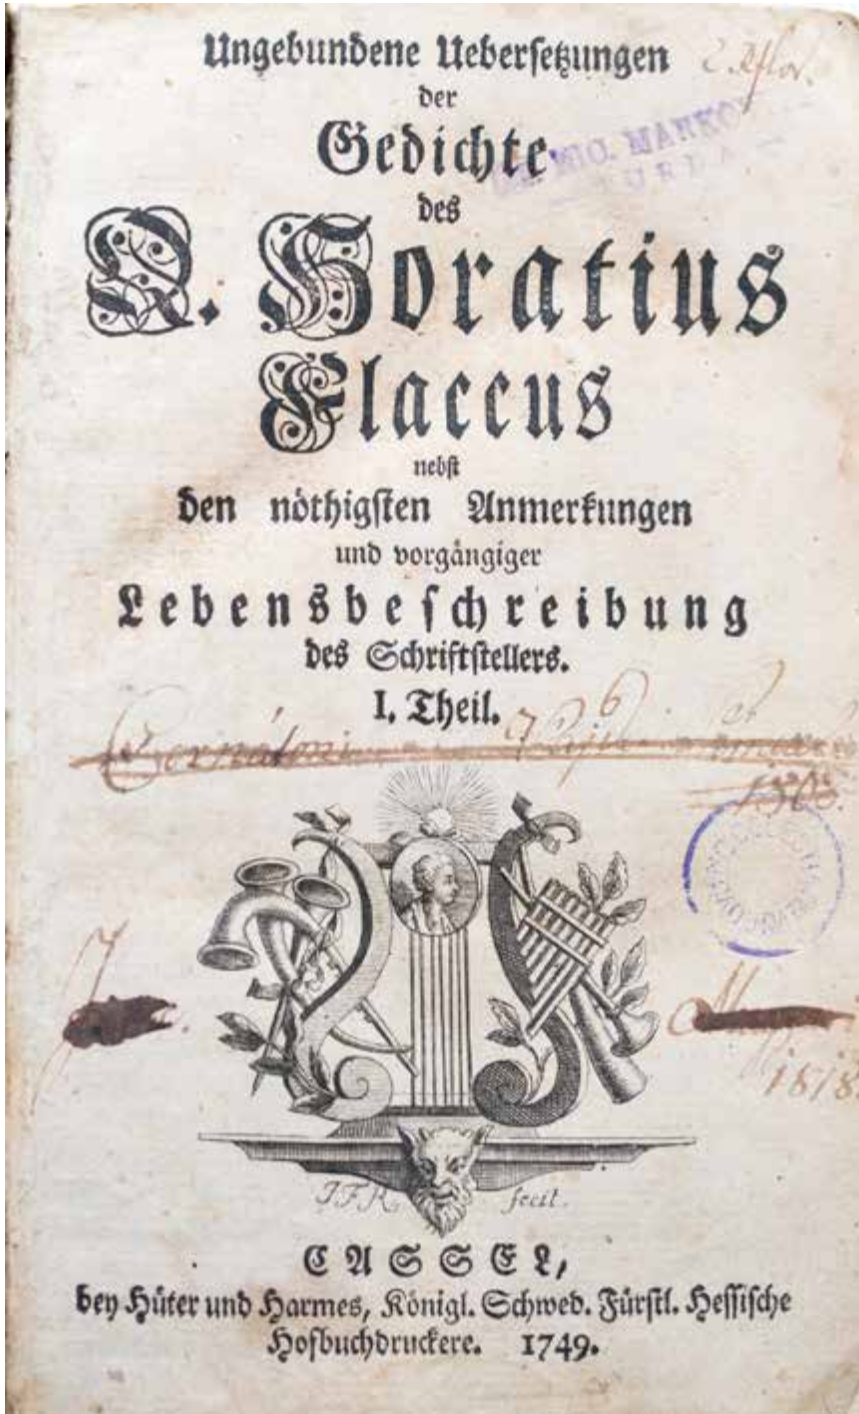 Ungebundene Uebersetzungen
der
Gedichte
des
Q. Horatius
Flaccus
nebst
den nöthigsten Anmerkungen
und vorgängiger
Lebensbeschreibung
des Schriftstellers.
I. Theil.
1818
J.F.R. fecit.
CASSEL,
bey Hüter und Harmes, Königl. Schwed. Fürstl. Hessische
Hofbuchdruckere. 1749.